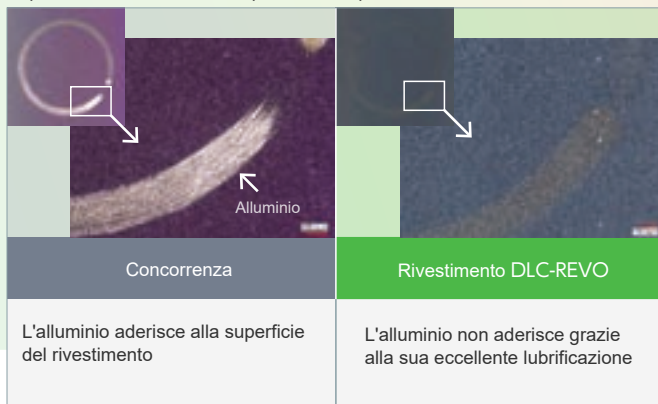 Alluminio
Concorrenza
Rivestimento DLC-REVO
L'alluminio aderisce alla superficie
del rivestimento
L'alluminio non aderisce grazie
alla sua eccellente lubrificazione